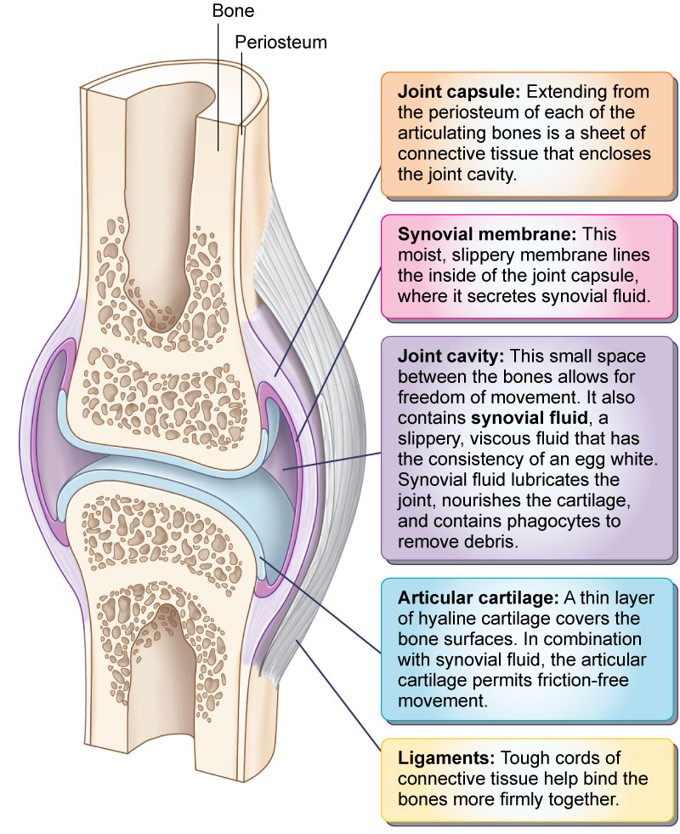 Bone
Periosteum
Joint capsule: Extending from
the periosteum of each of the
articulating bones is a sheet of
connective tissue that encloses
the joint cavity.
Synovial membrane: This
moist, slippery membrane lines
the inside of the joint capsule,
where it secretes synovial fluid.
Joint cavity: This small space
between the bones allows for
freedom of movement. It also
contains synovial fluid, a
slippery, viscous fluid that has
the consistency of an egg white.
Synovial fluid lubricates the
joint, nourishes the cartilage,
and contains phagocytes to
remove debris.
Articular cartilage: A thin layer
of hyaline cartilage covers the
bone surfaces. In combination
with synovial fluid, the articular
cartilage permits friction-free
movement.
Ligaments: Tough cords of
connective tissue help bind the
bones more firmly together.